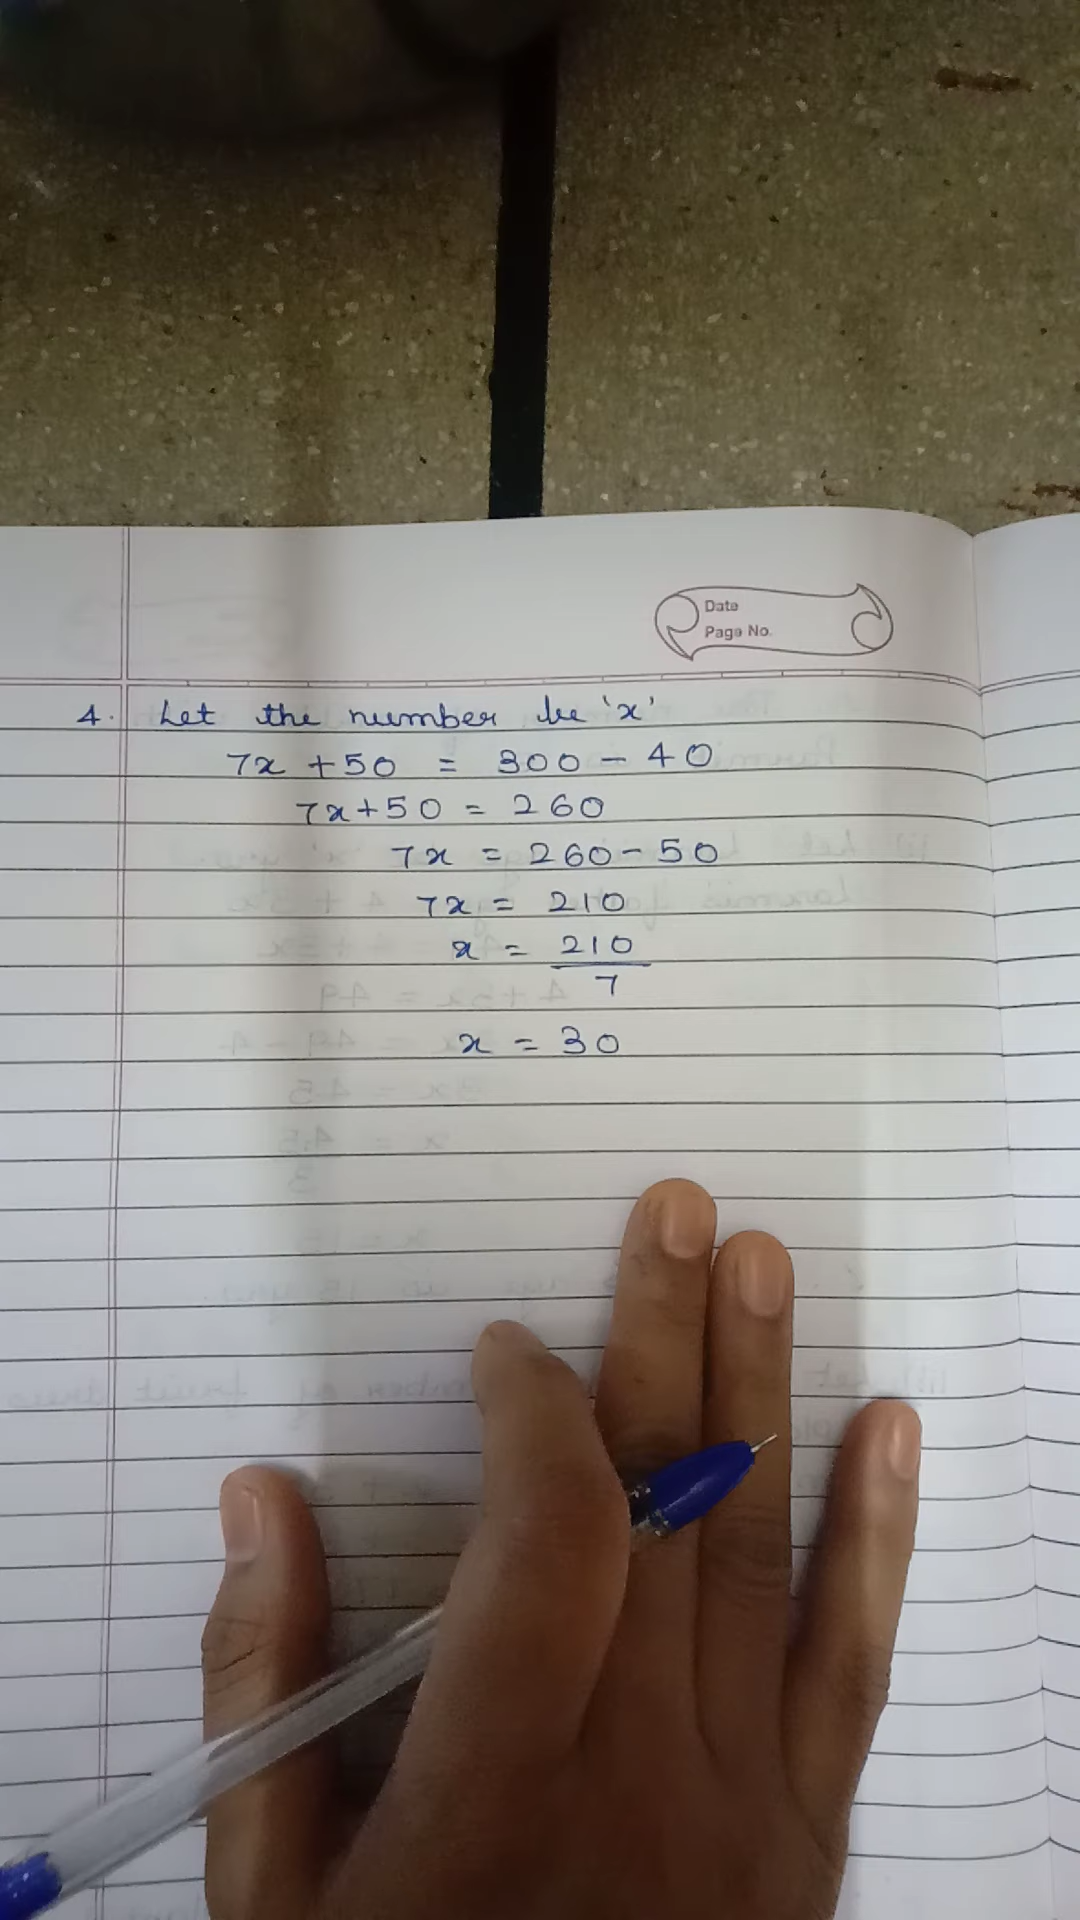 Date
Page No.
4. Let the number be 'x'
7x + 50 = 300 - 40
7x + 50 = 260
7x = 260 - 50
7x = 210
x = 210
7
x = 30